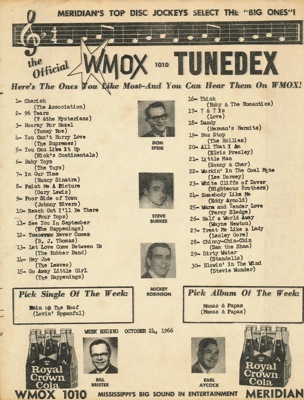 MERIDIAN'S TOP DISC JOCKEYS SELECT THE "BIG ONES"!
the Official WMOX 1010 TUNEDEX
Here's The Ones You Like Most—And You Can Hear Them On WMOX!
1- Cherish
(The Association)
2- 96 Tears
(? & the Mysterians)
3- Hooray For Hazel
(Tommy Roe)
4- You Can't Hurry Love
(The Supremes)
5- You Can Live It Up
(Rick's Continentals)
6- Baby Toys
(The Toys)
7- In Our Time
(Nancy Sinatra)
8- Paint Me A Picture
(Gary Lewis)
9- Poor Side of Town
(Johnny Rivers)
10- Reach Out I'll Be There
(Four Tops)
11- See You In September
(The Happenings)
12- Tomorrow Never Comes
(B. J. Thomas)
13- Let Love Come Between Us
(The Rubber Band)
14- Hey Joe
(The Leaves)
15- Go Away Little Girl
(The Happenings)
DON
SPEIR
STEVE
BURKES
MICKEY
ROBINSON
16- Think
(Ruby & The Romantics)
17- 7 & 7 Is
(Love)
18- Dandy
(Herman's Hermits)
19- Bus Stop
(The Hollies)
20- All That I Am
(Elvis Presley)
21- Little Man
(Sonny & Cher)
22- Workin' In The Coal Mine
(Lee Dorsey)
23- White Cliffs of Dover
(Righteous Brothers)
24- Somebody Like Me
(Eddy Arnold)
25- Warm and Tender Love
(Percy Sledge)
26- Half a World Away
(Wayne Newton)
27- Treat Me Like a Lady
(Lesley Gore)
28- Chinny-Chin-Chin
(Sam the Sham)
29- Dirty Water
(Standells)
30- Blowin' In The Wind
(Stevie Wonder)
Pick Single Of The Week:
Rain on The Roof
(Lovin' Spoonful)
Pick Album Of The Week:
Mamas & Papas
(Mamas & Papas)
WEEK ENDING OCTOBER 24, 1966
Royal
Crown
Cola
BILL
BRISTER
EARL
AYCOCK
Royal
Crown
Cola
WMOX 1010 MISSISSIPPI'S BIG SOUND IN ENTERTAINMENT MERIDIAN